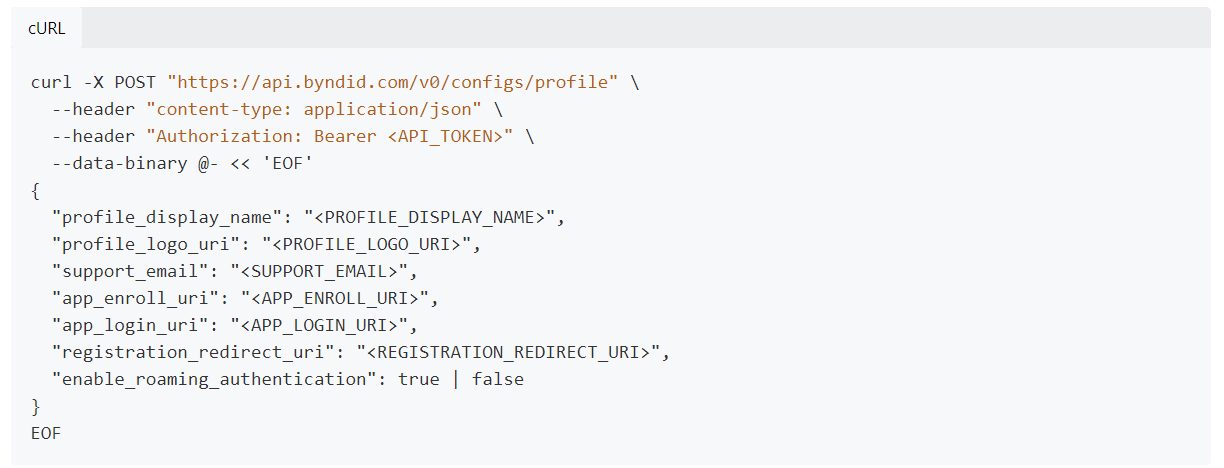 cURL
curl -X POST "https://api.byndid.com/v0/configs/profile" \
  --header "content-type: application/json" \
  --header "Authorization: Bearer <API_TOKEN>" \
  --data-binary @- << 'EOF'
{
  "profile_display_name": "<PROFILE_DISPLAY_NAME>",
  "profile_logo_uri": "<PROFILE_LOGO_URI>",
  "support_email": "<SUPPORT_EMAIL>",
  "app_enroll_uri": "<APP_ENROLL_URI>",
  "app_login_uri": "<APP_LOGIN_URI>",
  "registration_redirect_uri": "<REGISTRATION_REDIRECT_URI>",
  "enable_roaming_authentication": true | false
}
EOF